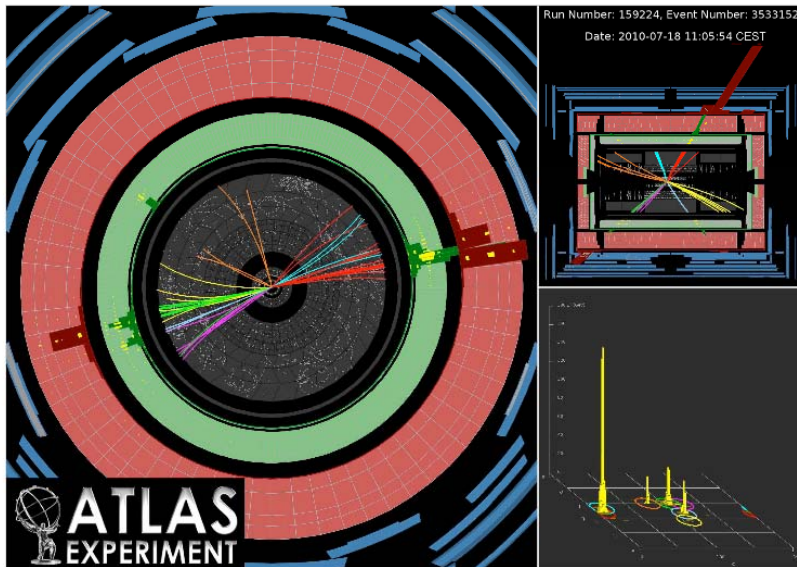 Run Number: 159224, Event Number: 3533152
Date: 2010-07-18 11:05:54 CEST
ATLAS
EXPERIMENT